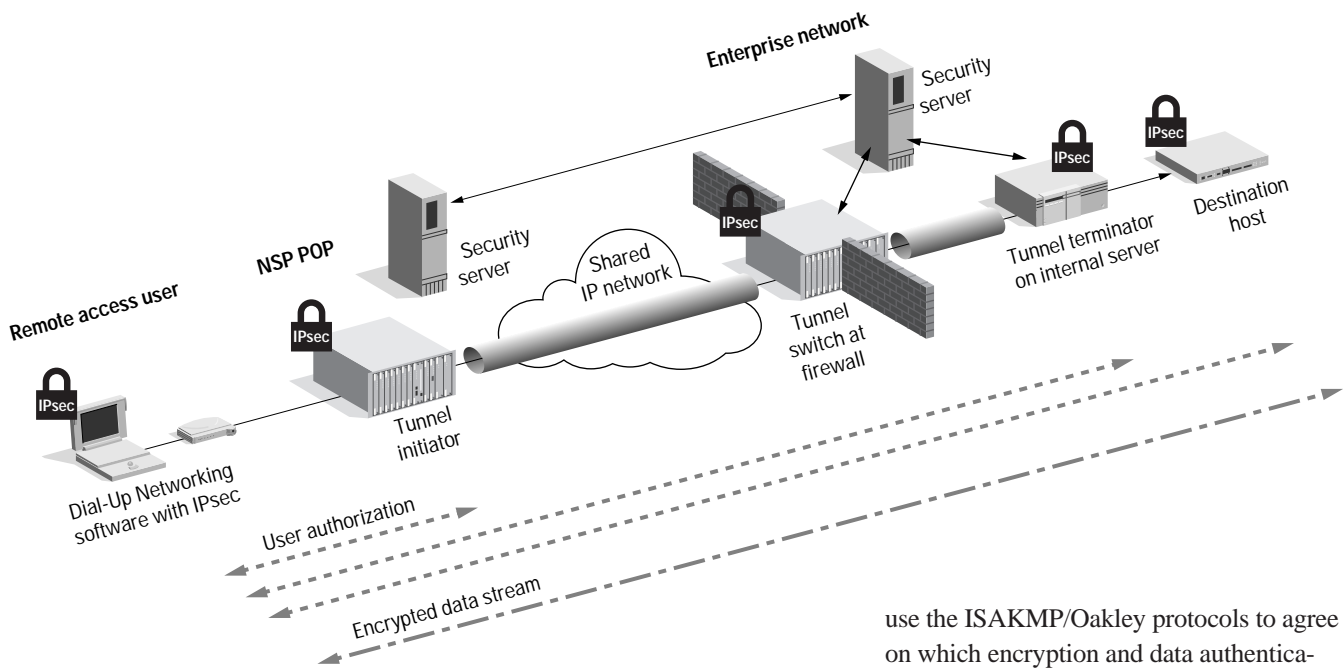 Enterprise network
Security
server
IPsec
IPsec
IPsec
Destination
host
Tunnel terminator
on internal server
NSP POP
Security
server
Shared
IP network
Tunnel
switch at
firewall
Remote access user
IPsec
IPsec
Tunnel
initiator
Dial-Up Networking
software with IPsec
User authorization
Encrypted data stream
use the ISAKMP/Oakley protocols to agree
on which encryption and data authentica-